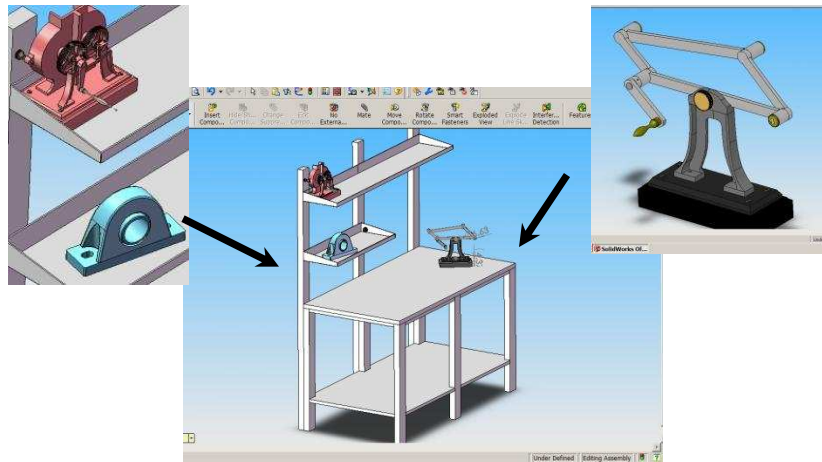 Insert
Compo...
Hide/Sh...
Compo...
Change
Suppre...
Edit
Compo...
No
Externa...
Mate
Move
Compo...
Rotate
Compo...
Smart
Fasteners
Exploded
View
Explode
Line Sk...
Interfer...
Detection
Feature
SolidWorks Of...
Under Defined
Editing Assembly